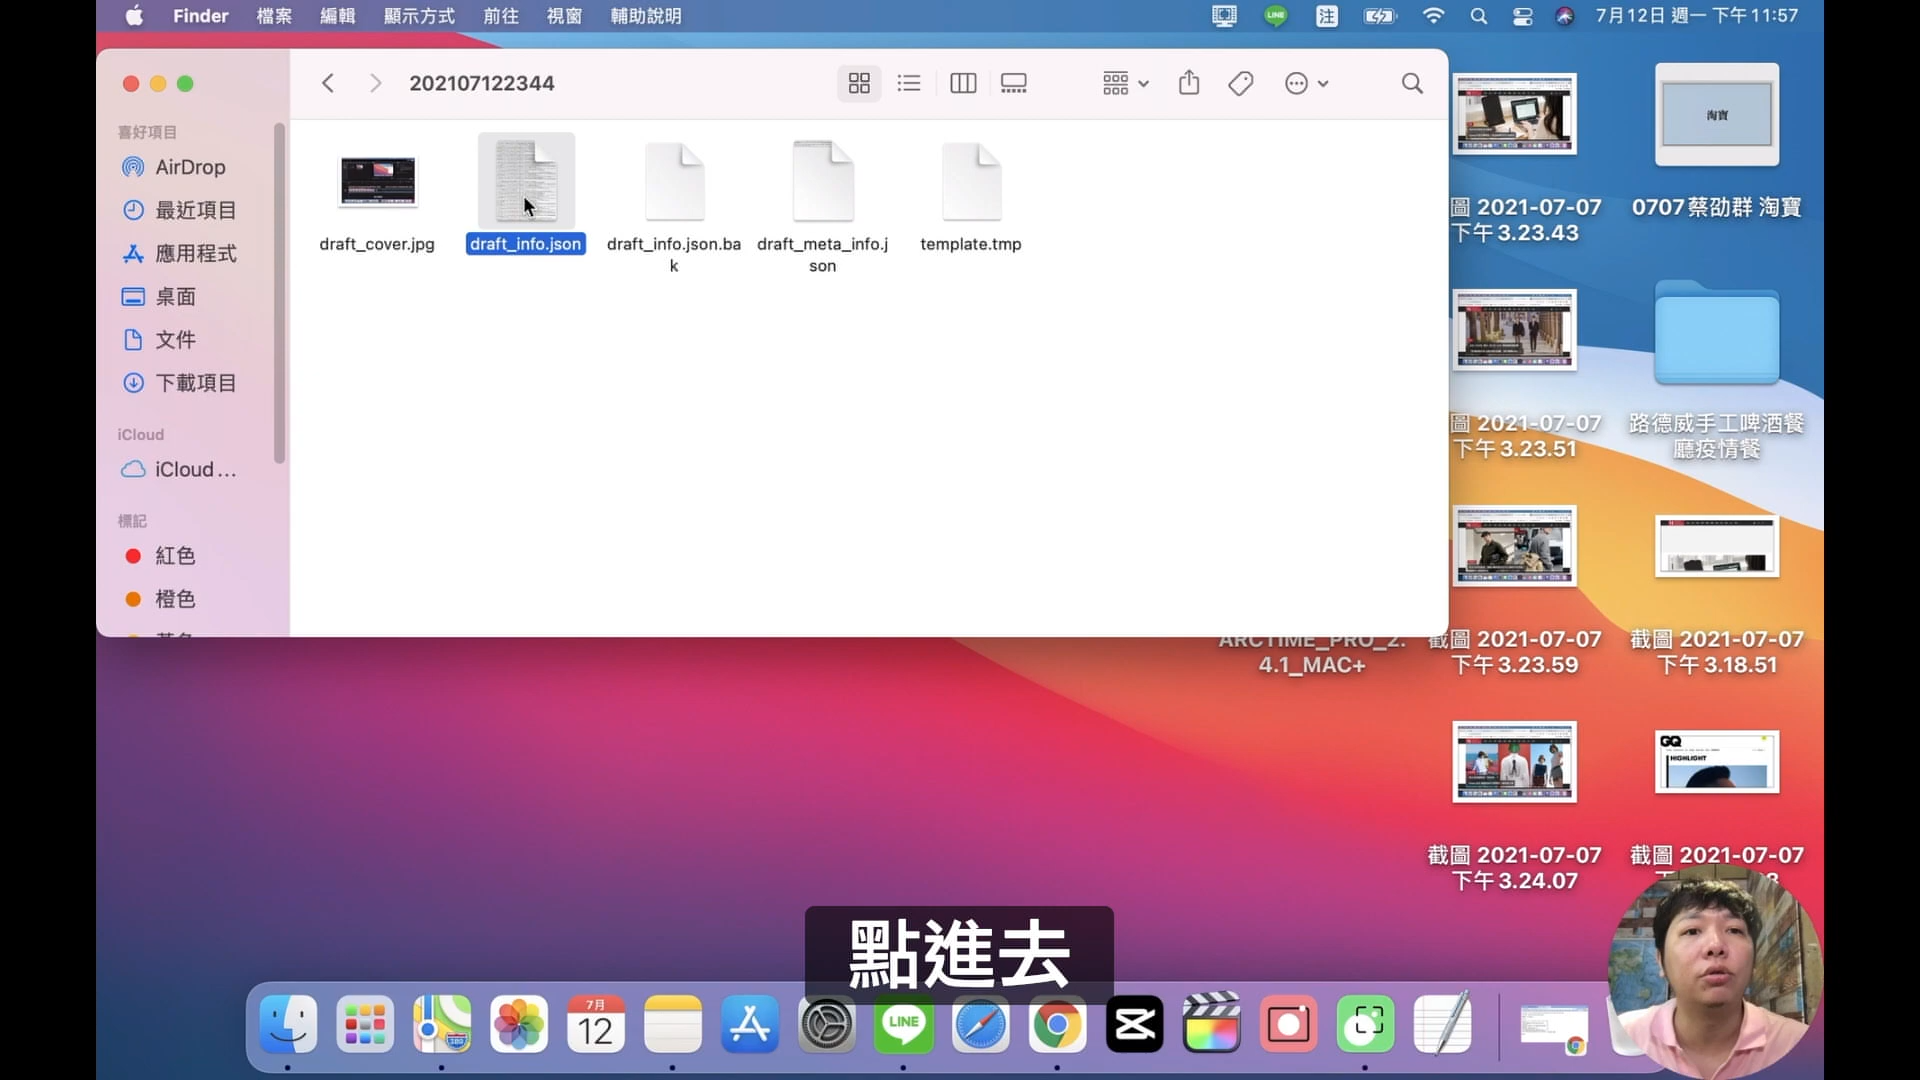 Finder 檔案 編輯 顯示方式 前往 視窗 輔助說明
LINE 注 7月12日 週一 下午11:57
202107122344
喜好項目
AirDrop
最近項目
應用程式
桌面
文件
下載項目
iCloud
iCloud…
標記
紅色
橙色
draft_cover.jpg
draft_info.json
draft_info.json.ba
k
draft_meta_info.j
son
template.tmp
圖 2021-07-07
下午3.23.43
淘寶
0707蔡劭群 淘寶
圖 2021-07-07
下午3.23.51
路德威手工啤酒餐
廳疫情餐
ARCTIME_PRO_2.
4.1_MAC+
截圖 2021-07-07
下午3.23.59
截圖 2021-07-07
下午3.18.51
GQ
HIGHLIGHT
截圖 2021-07-07
下午3.24.07
截圖 2021-07-07
點進去
7月
12
LINE
280